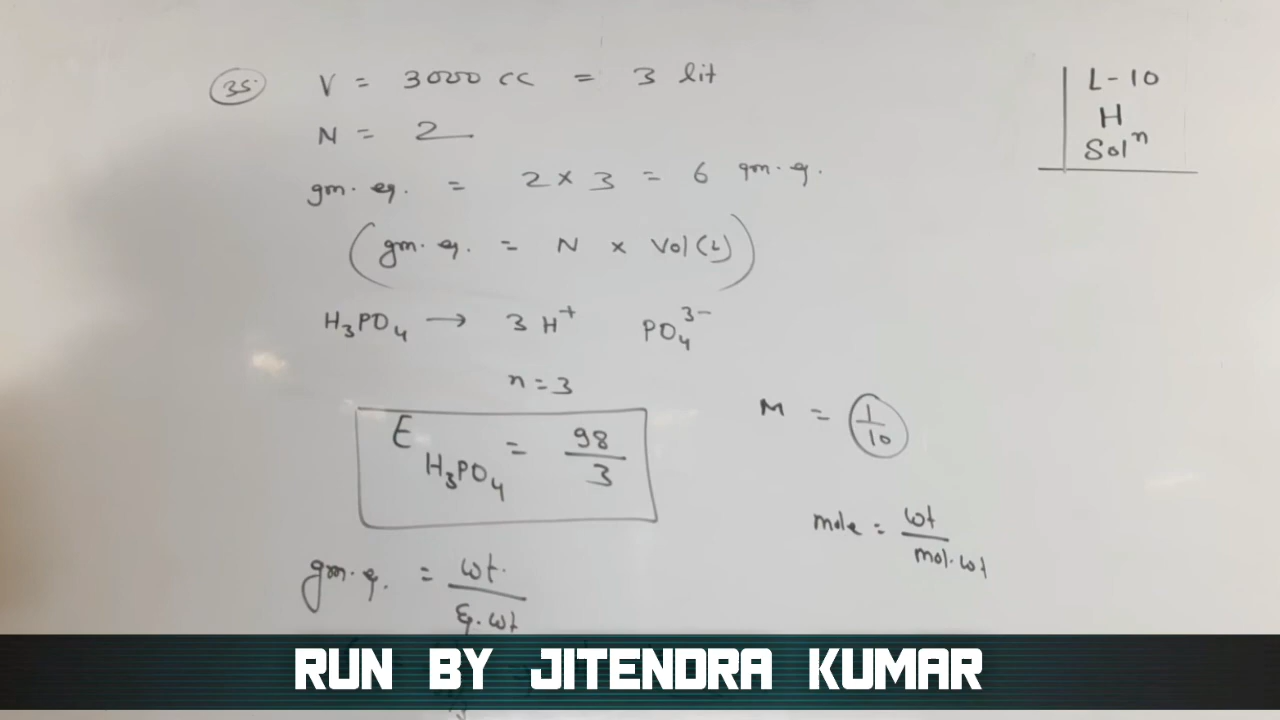 35. V = 3000 cc = 3 lit
N = 2
gm. eq. = 2 × 3 = 6 gm. eq.
(gm. eq. = N × Vol (L))
H₃PO₄ → 3 H⁺ PO₄³⁻
n = 3
E H₃PO₄ = 98/3
gm. eq. = wt. / Eq. wt
M = 1/10
mole = wt / mol. wt
L-10
H
Solⁿ
RUN BY JITENDRA KUMAR